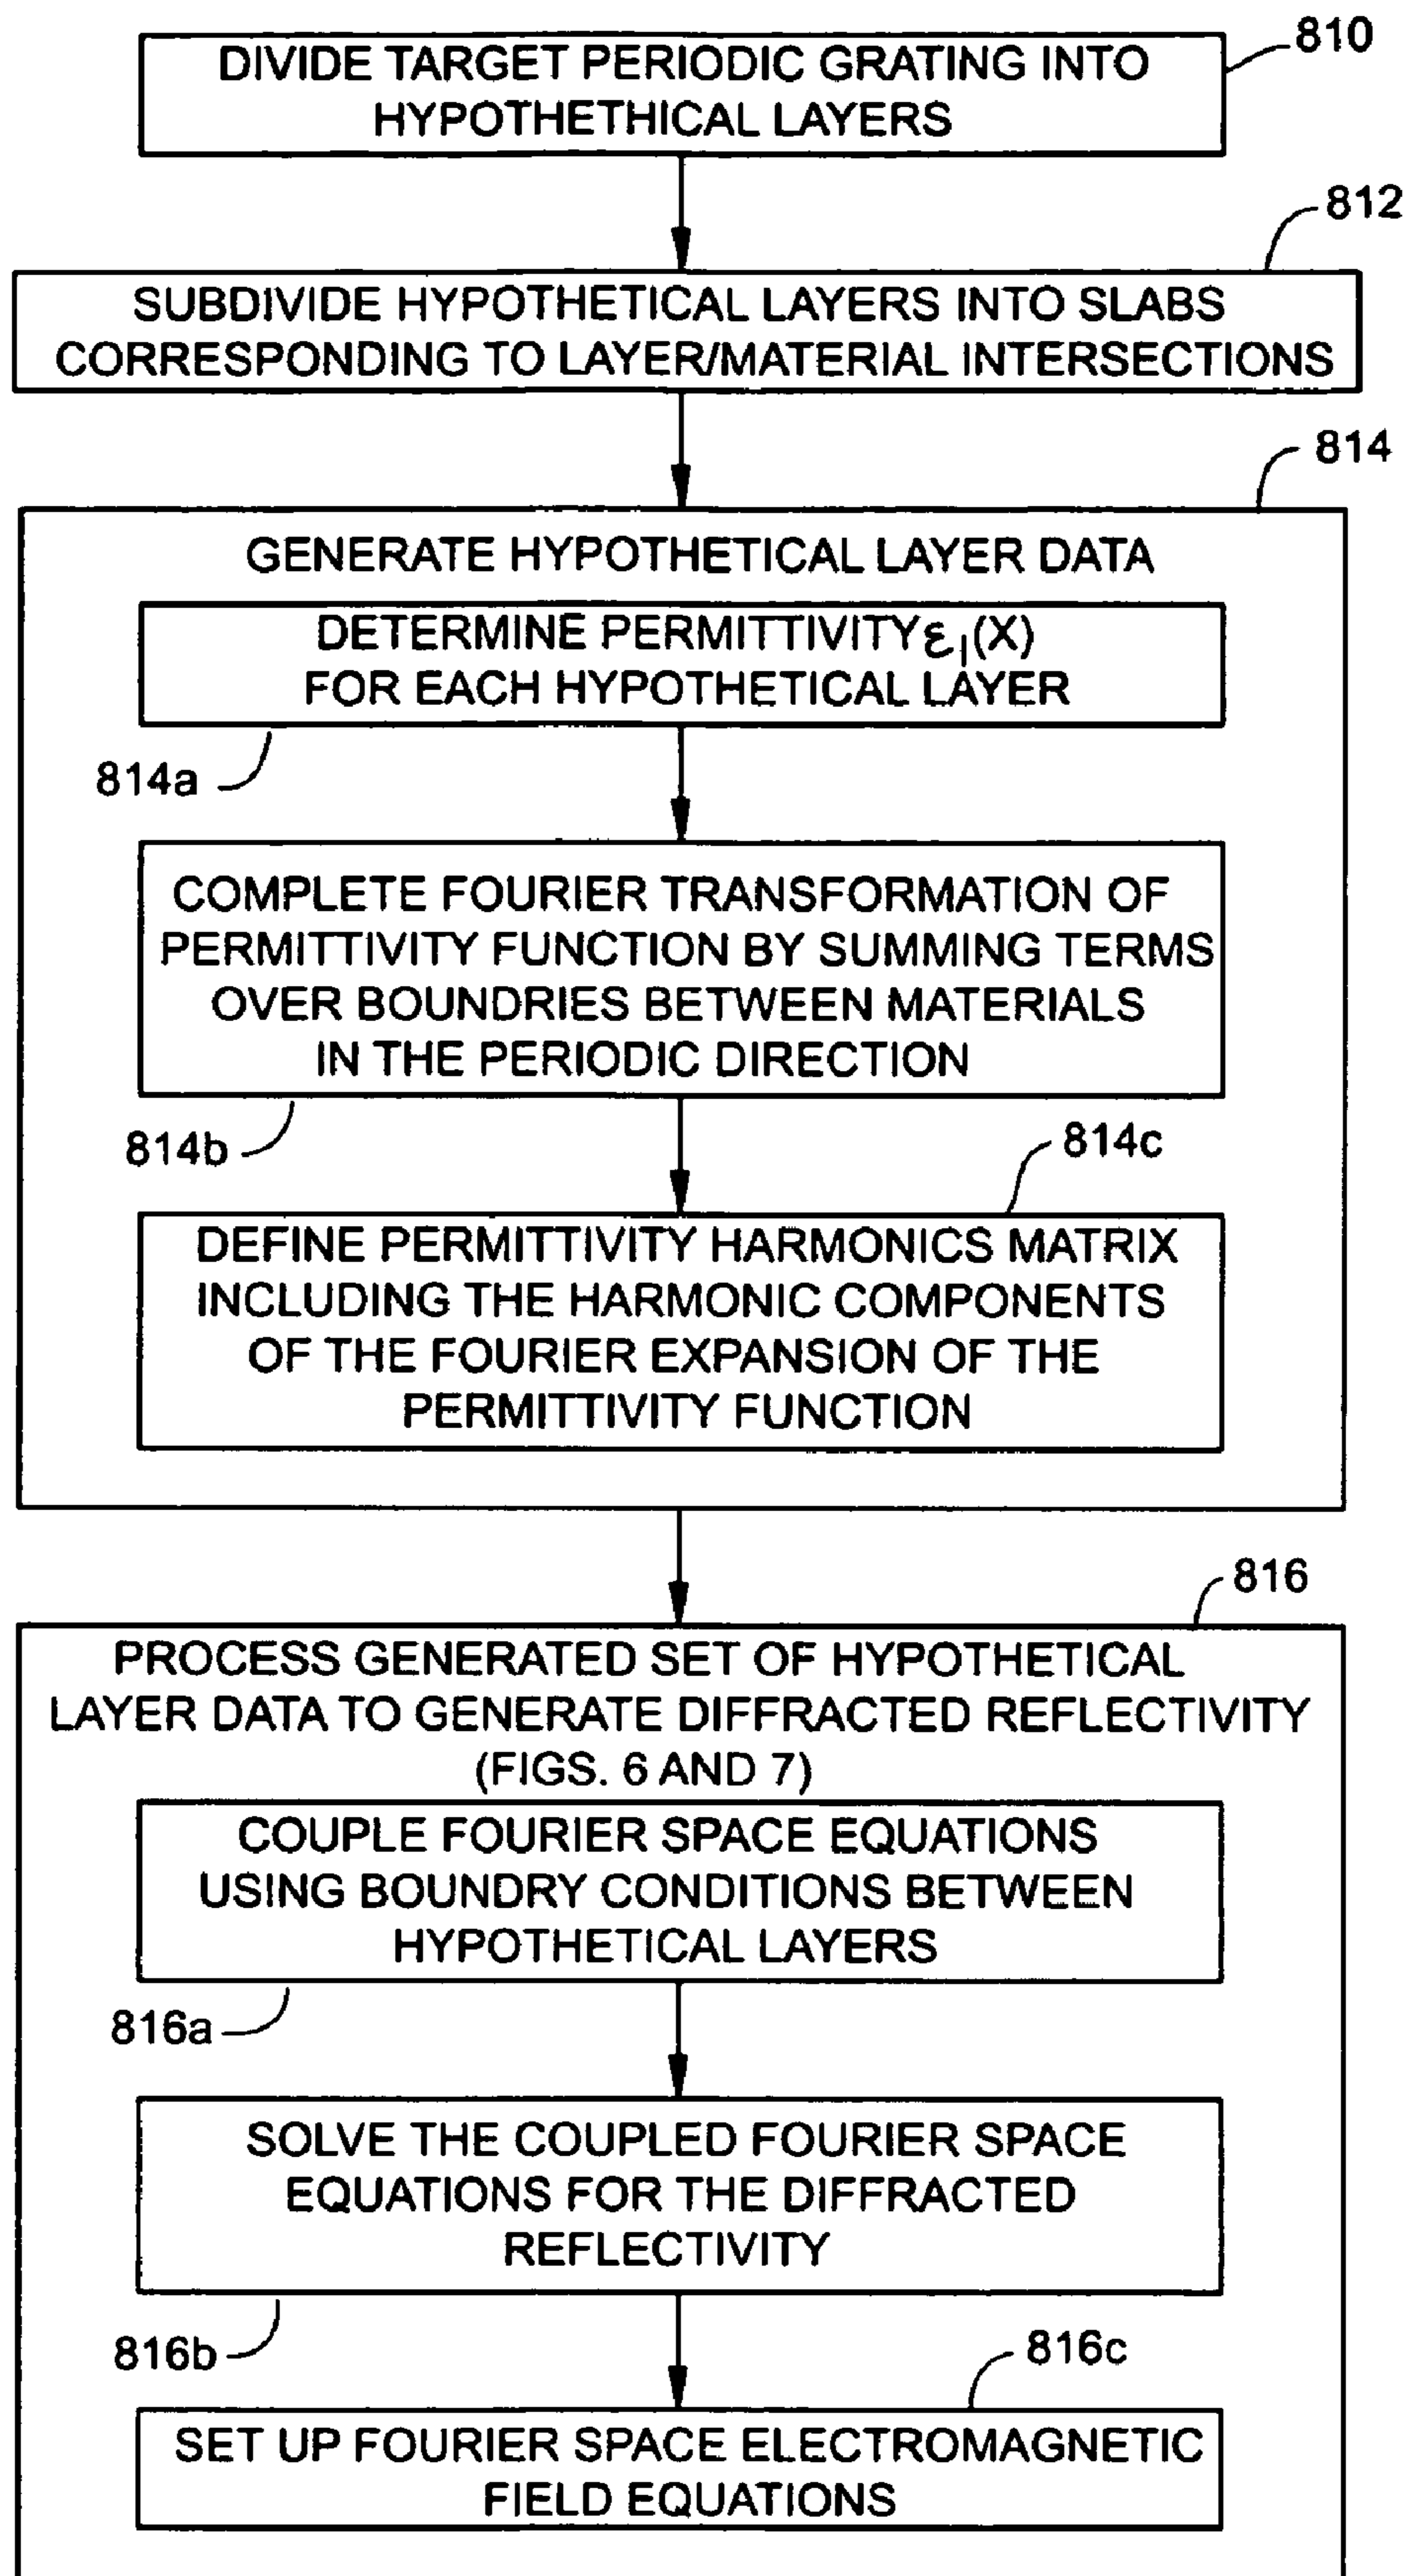 810
DIVIDE TARGET PERIODIC GRATING INTO
HYPOTHETHICAL LAYERS
812
SUBDIVIDE HYPOTHETICAL LAYERS INTO SLABS
CORRESPONDING TO LAYER/MATERIAL INTERSECTIONS
814
GENERATE HYPOTHETICAL LAYER DATA
DETERMINE PERMITTIVITY ε_l(X)
FOR EACH HYPOTHETICAL LAYER
814a
COMPLETE FOURIER TRANSFORMATION OF
PERMITTIVITY FUNCTION BY SUMMING TERMS
OVER BOUNDRIES BETWEEN MATERIALS
IN THE PERIODIC DIRECTION
814b
814c
DEFINE PERMITTIVITY HARMONICS MATRIX
INCLUDING THE HARMONIC COMPONENTS
OF THE FOURIER EXPANSION OF THE
PERMITTIVITY FUNCTION
816
PROCESS GENERATED SET OF HYPOTHETICAL
LAYER DATA TO GENERATE DIFFRACTED REFLECTIVITY
(FIGS. 6 AND 7)
COUPLE FOURIER SPACE EQUATIONS
USING BOUNDRY CONDITIONS BETWEEN
HYPOTHETICAL LAYERS
816a
SOLVE THE COUPLED FOURIER SPACE
EQUATIONS FOR THE DIFFRACTED
REFLECTIVITY
816b
816c
SET UP FOURIER SPACE ELECTROMAGNETIC
FIELD EQUATIONS